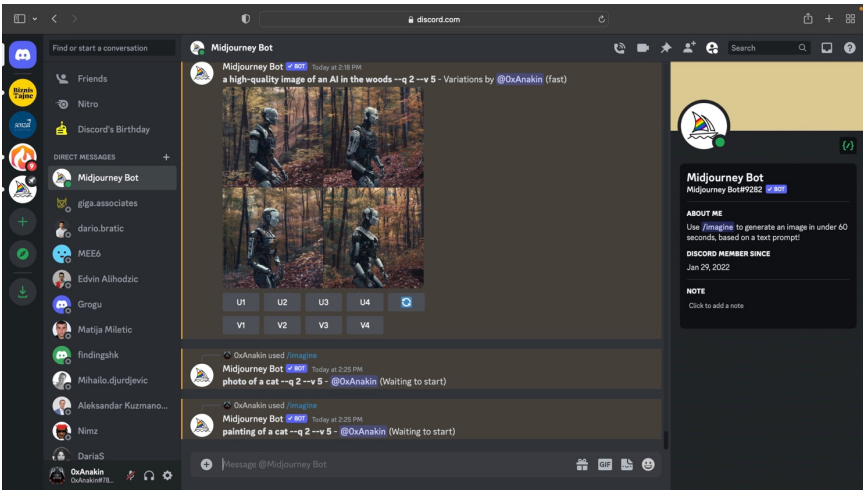 discord.com
Find or start a conversation
Friends
Nitro
Discord's Birthday
DIRECT MESSAGES
Midjourney Bot
giga.associates
dario.bratic
MEE6
Edvin Alihodzic
Grogu
Matija Miletic
findingshk
Mihailo.djurdjevic
Aleksandar Kuzmano...
Nimz
DariaS
0xAnakin
0xAnakin#78...
Biznis
Tajne
senzal
9
Midjourney Bot
Search
Midjourney Bot BOT Today at 2:18 PM
a high-quality image of an AI in the woods --q 2 --v 5 - Variations by @0xAnakin (fast)
U1 U2 U3 U4
V1 V2 V3 V4
0xAnakin used /imagine
Midjourney Bot BOT Today at 2:25 PM
photo of a cat --q 2 --v 5 - @0xAnakin (Waiting to start)
0xAnakin used /imagine
Midjourney Bot BOT Today at 2:25 PM
painting of a cat --q 2 --v 5 - @0xAnakin (Waiting to start)
Message @Midjourney Bot
GIF
Midjourney Bot
Midjourney Bot#9282 BOT
ABOUT ME
Use /imagine to generate an image in under 60
seconds, based on a text prompt!
DISCORD MEMBER SINCE
Jan 29, 2022
NOTE
Click to add a note